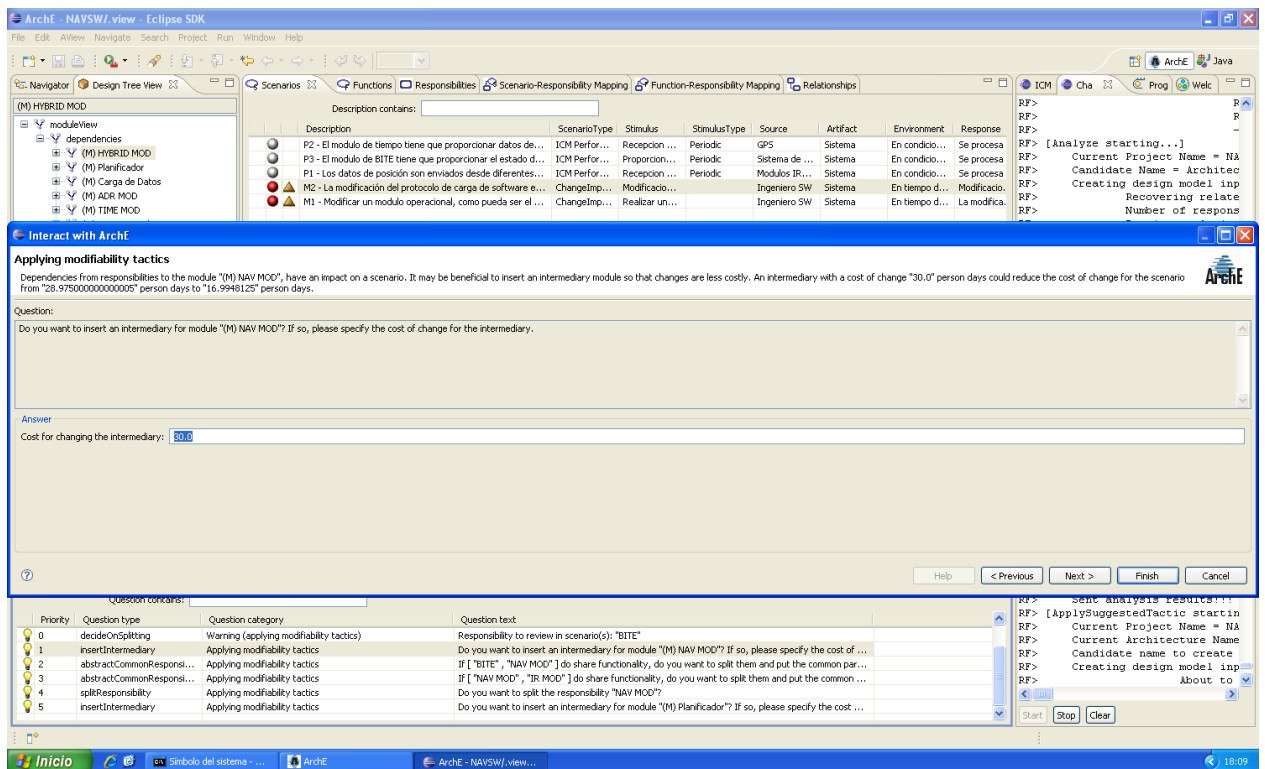 ArchE - NAVSW/.view - Eclipse SDK
File Edit AView Navigate Search Project Run Window Help
ArchE Java
Navigator Design Tree View Scenarios Functions Responsibilities Scenario-Responsibility Mapping Function-Responsibility Mapping Relationships ICM Cha Prog Welc
(M) HYBRID MOD
moduleView
dependencies
(M) HYBRID MOD
(M) Planificador
(M) Carga de Datos
(M) ADR MOD
(M) TIME MOD
Description contains:
Description ScenarioType Stimulus StimulusType Source Artifact Environment Response
P2 - El modulo de tiempo tiene que proporcionar datos de... ICM Perfor... Recepcion ... Periodic GPS Sistema En condicio... Se procesa
P3 - El modulo de BITE tiene que proporcionar el estado d... ICM Perfor... Proporcion... Periodic Sistema de ... Sistema En condicio... Se procesa
P1 - Los datos de posición son enviados desde diferentes... ICM Perfor... Recepcion ... Periodic Modulos IR... Sistema En condicio... Se procesa
M2 - La modificación del protocolo de carga de software e... ChangeImp... Modificacio... Ingeniero SW Sistema En tiempo d... Modificacio.
M1 - Modificar un modulo operacional, como pueda ser el ... ChangeImp... Realizar un... Ingeniero SW Sistema En tiempo d... La modifica.
RF> R
RF> R
RF> -
RF> [Analyze starting...]
RF> Current Project Name = NA
RF> Candidate Name = Architec
RF> Creating design model inp
RF> Recovering relate
RF> Number of respons
Interact with ArchE
Applying modifiability tactics
Dependencies from responsibilities to the module "(M) NAV MOD", have an impact on a scenario. It may be beneficial to insert an intermediary module so that changes are less costly. An intermediary with a cost of change "30.0" person days could reduce the cost of change for the scenario
from "28.975000000000005" person days to "16.9948125" person days.
ArchE
Question:
Do you want to insert an intermediary for module "(M) NAV MOD"? If so, please specify the cost of change for the intermediary.
Answer
Cost for changing the intermediary: 30.0
Help < Previous Next > Finish Cancel
Question contains:
Priority Question type Question category Question text
0 decideOnSplitting Warning (applying modifiability tactics) Responsibility to review in scenario(s): "BITE"
1 insertIntermediary Applying modifiability tactics Do you want to insert an intermediary for module "(M) NAV MOD"? If so, please specify the cost of ...
2 abstractCommonResponsi... Applying modifiability tactics If [ "BITE" , "NAV MOD" ] do share functionality, do you want to split them and put the common par...
3 abstractCommonResponsi... Applying modifiability tactics If [ "NAV MOD" , "IR MOD" ] do share functionality, do you want to split them and put the common ...
4 splitResponsibility Applying modifiability tactics Do you want to split the responsibility "NAV MOD"?
5 insertIntermediary Applying modifiability tactics Do you want to insert an intermediary for module "(M) Planificador"? If so, please specify the cost ...
RF> Sent analysis results!!!
RF> [ApplySuggestedTactic startin
RF> Current Project Name = NA
RF> Current Architecture Name
RF> Candidate name to create
RF> Creating design model inp
RF> About to
Start Stop Clear
Inicio Símbolo del sistema - ... ArchE ArchE - NAVSW/.view... 18:09